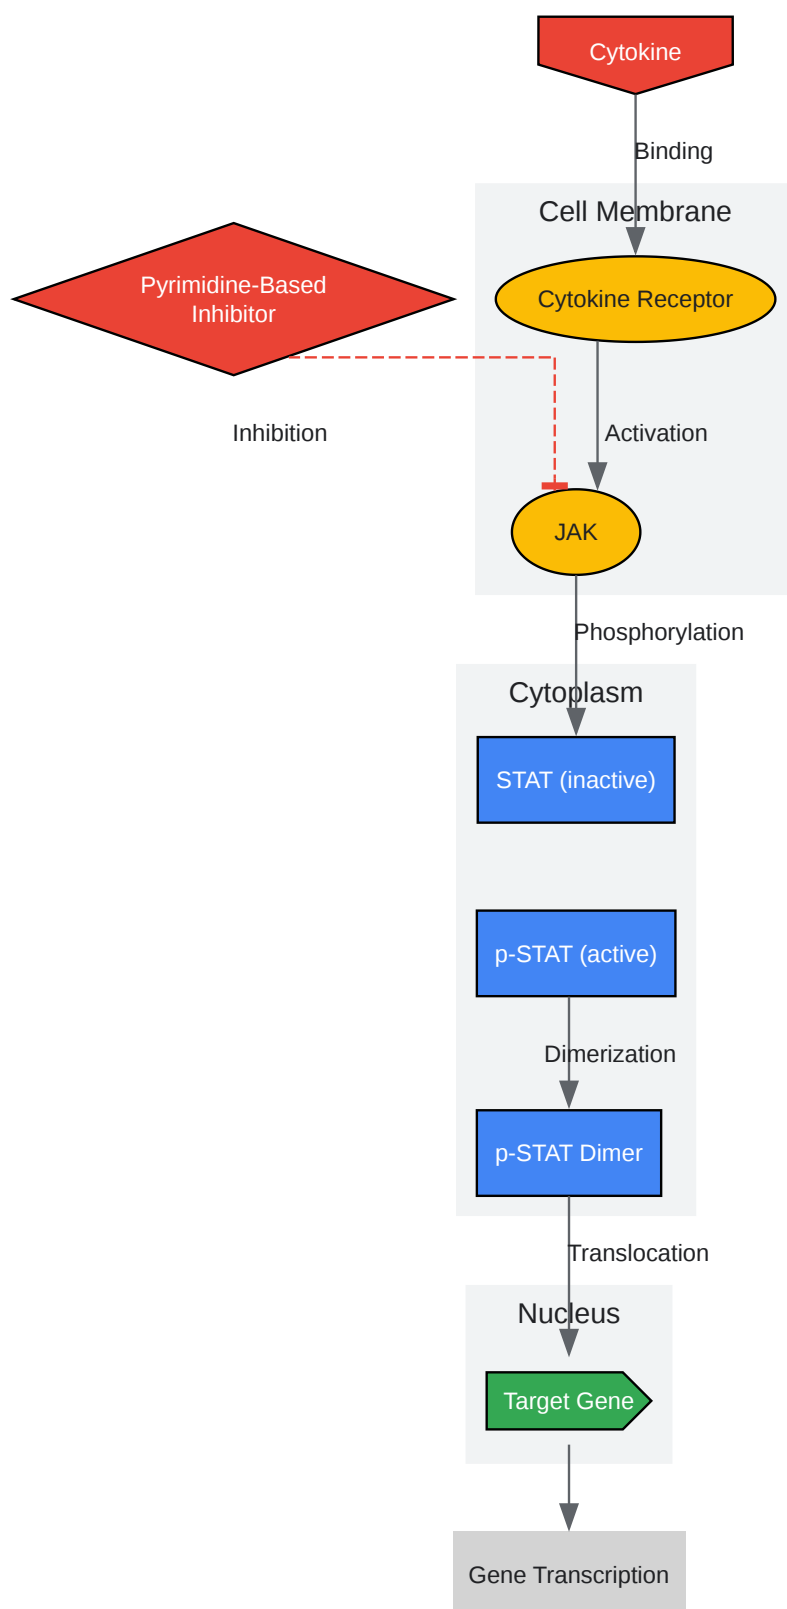 Cytokine
Binding
Cell Membrane
Pyrimidine-Based
Inhibitor
Cytokine Receptor
Inhibition
Activation
JAK
Phosphorylation
Cytoplasm
STAT (inactive)
p-STAT (active)
Dimerization
p-STAT Dimer
Translocation
Nucleus
Target Gene
Gene Transcription